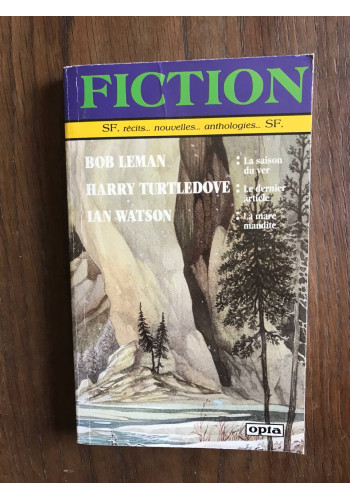 FICTION
SF. récits... nouvelles... anthologies... SF.
BOB LEMAN : La saison
du ver
HARRY TURTLEDOVE : Le dernier
article
IAN WATSON : La mare
maudite
opta